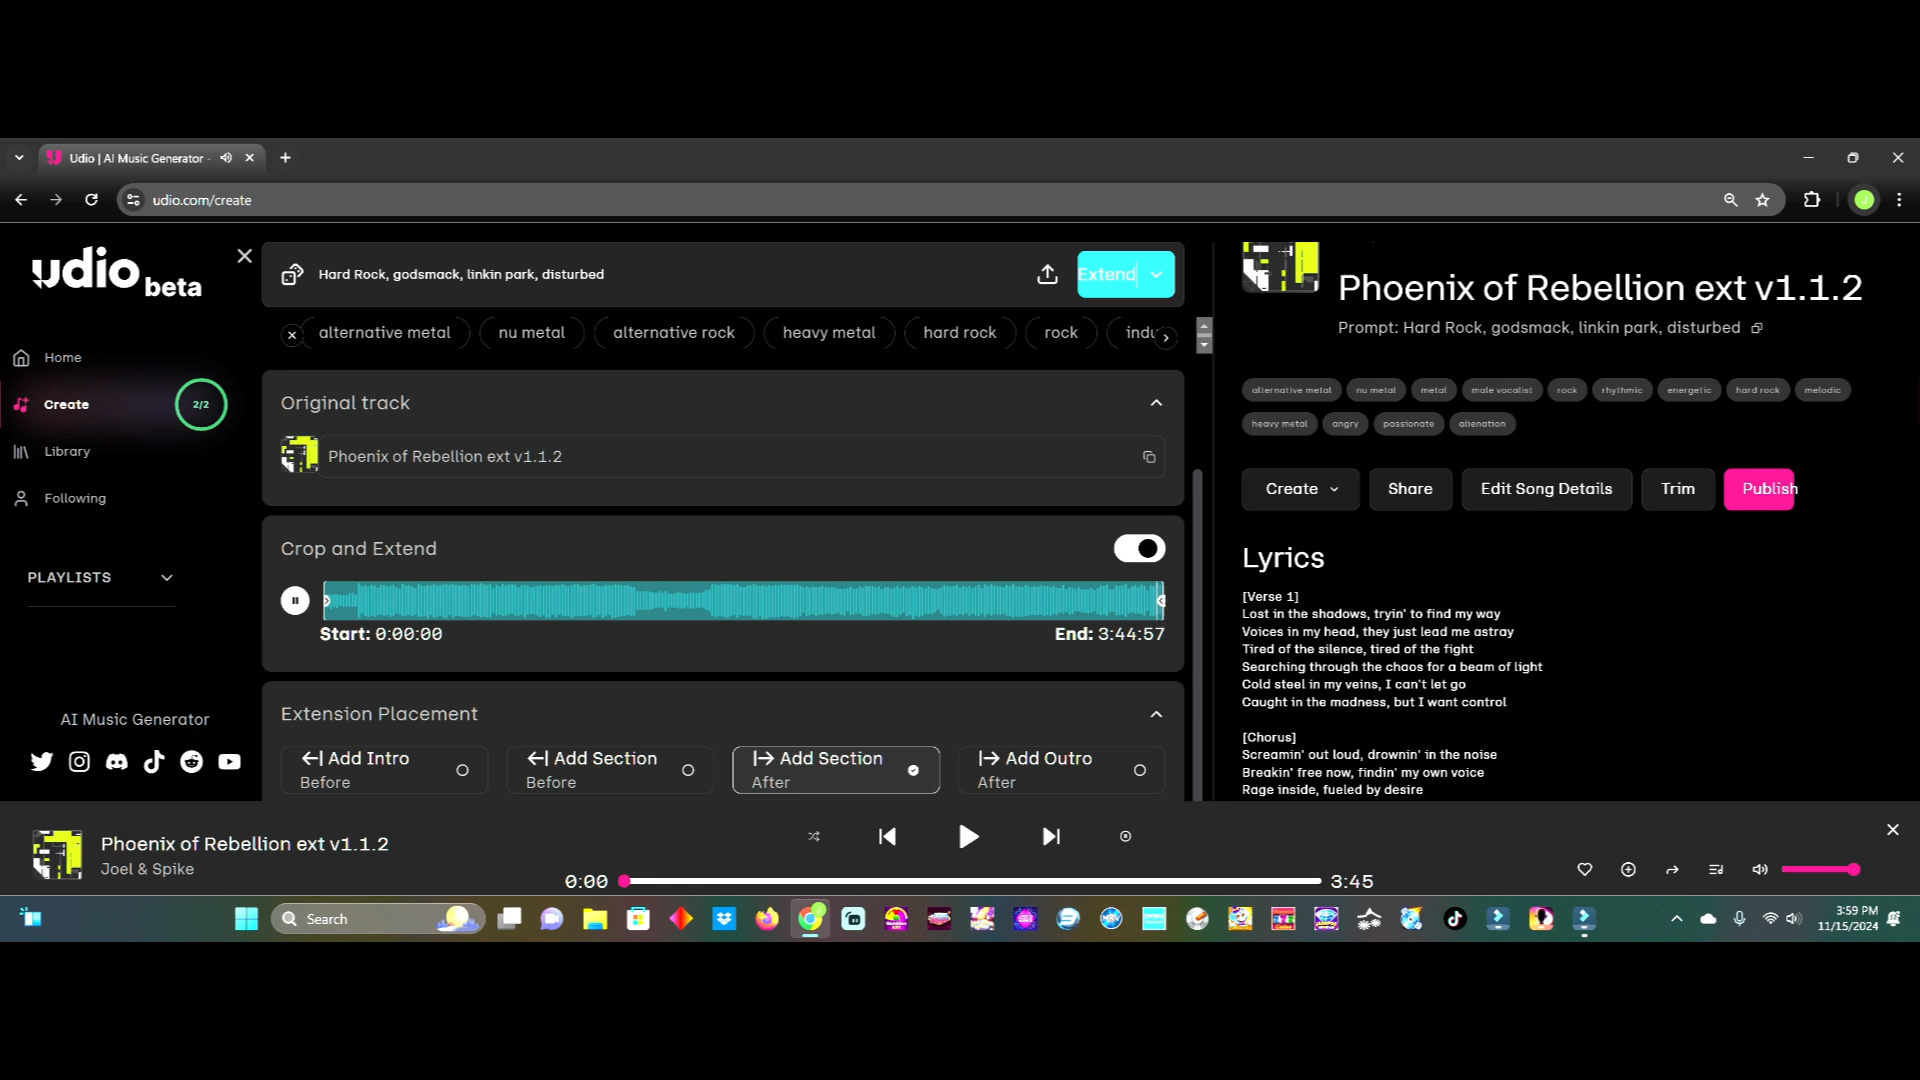 Udio | AI Music Generator -
udio.com/create
udio beta
Home
Create
2/2
Library
Following
PLAYLISTS
AI Music Generator
Hard Rock, godsmack, linkin park, disturbed
Extend
alternative metal
nu metal
alternative rock
heavy metal
hard rock
rock
indu
Original track
Phoenix of Rebellion ext v1.1.2
Crop and Extend
Start: 0:00:00
End: 3:44:57
Extension Placement
Add Intro
Before
Add Section
Before
Add Section
After
Add Outro
After
Phoenix of Rebellion ext v1.1.2
Prompt: Hard Rock, godsmack, linkin park, disturbed
alternative metal
nu metal
metal
male vocalist
rock
rhythmic
energetic
hard rock
melodic
heavy metal
angry
passionate
alienation
Create
Share
Edit Song Details
Trim
Publish
Lyrics
[Verse 1]
Lost in the shadows, tryin' to find my way
Voices in my head, they just lead me astray
Tired of the silence, tired of the fight
Searching through the chaos for a beam of light
Cold steel in my veins, I can't let go
Caught in the madness, but I want control
[Chorus]
Screamin' out loud, drownin' in the noise
Breakin' free now, findin' my own voice
Rage inside, fueled by desire
Phoenix of Rebellion ext v1.1.2
Joel & Spike
0:00
3:45
Search
3:59 PM
11/15/2024